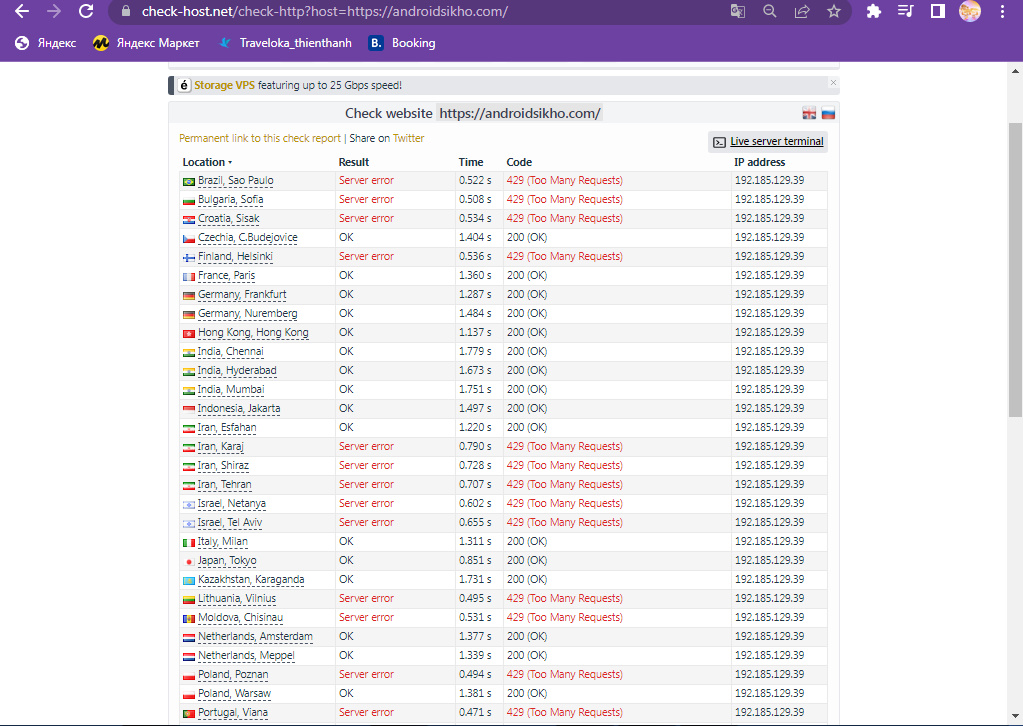 check-host.net/check-http?host=https://androidsikho.com/
Яндекс Яндекс Маркет Traveloka_thienthanh B. Booking
é Storage VPS featuring up to 25 Gbps speed!
Check website https://androidsikho.com/
Permanent link to this check report | Share on Twitter
Live server terminal
Location Result Time Code IP address
Brazil, Sao Paulo Server error 0.522 s 429 (Too Many Requests) 192.185.129.39
Bulgaria, Sofia Server error 0.508 s 429 (Too Many Requests) 192.185.129.39
Croatia, Sisak Server error 0.534 s 429 (Too Many Requests) 192.185.129.39
Czechia, C.Budejovice OK 1.404 s 200 (OK) 192.185.129.39
Finland, Helsinki Server error 0.536 s 429 (Too Many Requests) 192.185.129.39
France, Paris OK 1.360 s 200 (OK) 192.185.129.39
Germany, Frankfurt OK 1.287 s 200 (OK) 192.185.129.39
Germany, Nuremberg OK 1.484 s 200 (OK) 192.185.129.39
Hong Kong, Hong Kong OK 1.137 s 200 (OK) 192.185.129.39
India, Chennai OK 1.779 s 200 (OK) 192.185.129.39
India, Hyderabad OK 1.673 s 200 (OK) 192.185.129.39
India, Mumbai OK 1.751 s 200 (OK) 192.185.129.39
Indonesia, Jakarta OK 1.497 s 200 (OK) 192.185.129.39
Iran, Esfahan OK 1.220 s 200 (OK) 192.185.129.39
Iran, Karaj Server error 0.790 s 429 (Too Many Requests) 192.185.129.39
Iran, Shiraz Server error 0.728 s 429 (Too Many Requests) 192.185.129.39
Iran, Tehran Server error 0.707 s 429 (Too Many Requests) 192.185.129.39
Israel, Netanya Server error 0.602 s 429 (Too Many Requests) 192.185.129.39
Israel, Tel Aviv Server error 0.655 s 429 (Too Many Requests) 192.185.129.39
Italy, Milan OK 1.311 s 200 (OK) 192.185.129.39
Japan, Tokyo OK 0.851 s 200 (OK) 192.185.129.39
Kazakhstan, Karaganda OK 1.731 s 200 (OK) 192.185.129.39
Lithuania, Vilnius Server error 0.495 s 429 (Too Many Requests) 192.185.129.39
Moldova, Chisinau Server error 0.531 s 429 (Too Many Requests) 192.185.129.39
Netherlands, Amsterdam OK 1.377 s 200 (OK) 192.185.129.39
Netherlands, Meppel OK 1.339 s 200 (OK) 192.185.129.39
Poland, Poznan Server error 0.494 s 429 (Too Many Requests) 192.185.129.39
Poland, Warsaw OK 1.381 s 200 (OK) 192.185.129.39
Portugal, Viana Server error 0.471 s 429 (Too Many Requests) 192.185.129.39